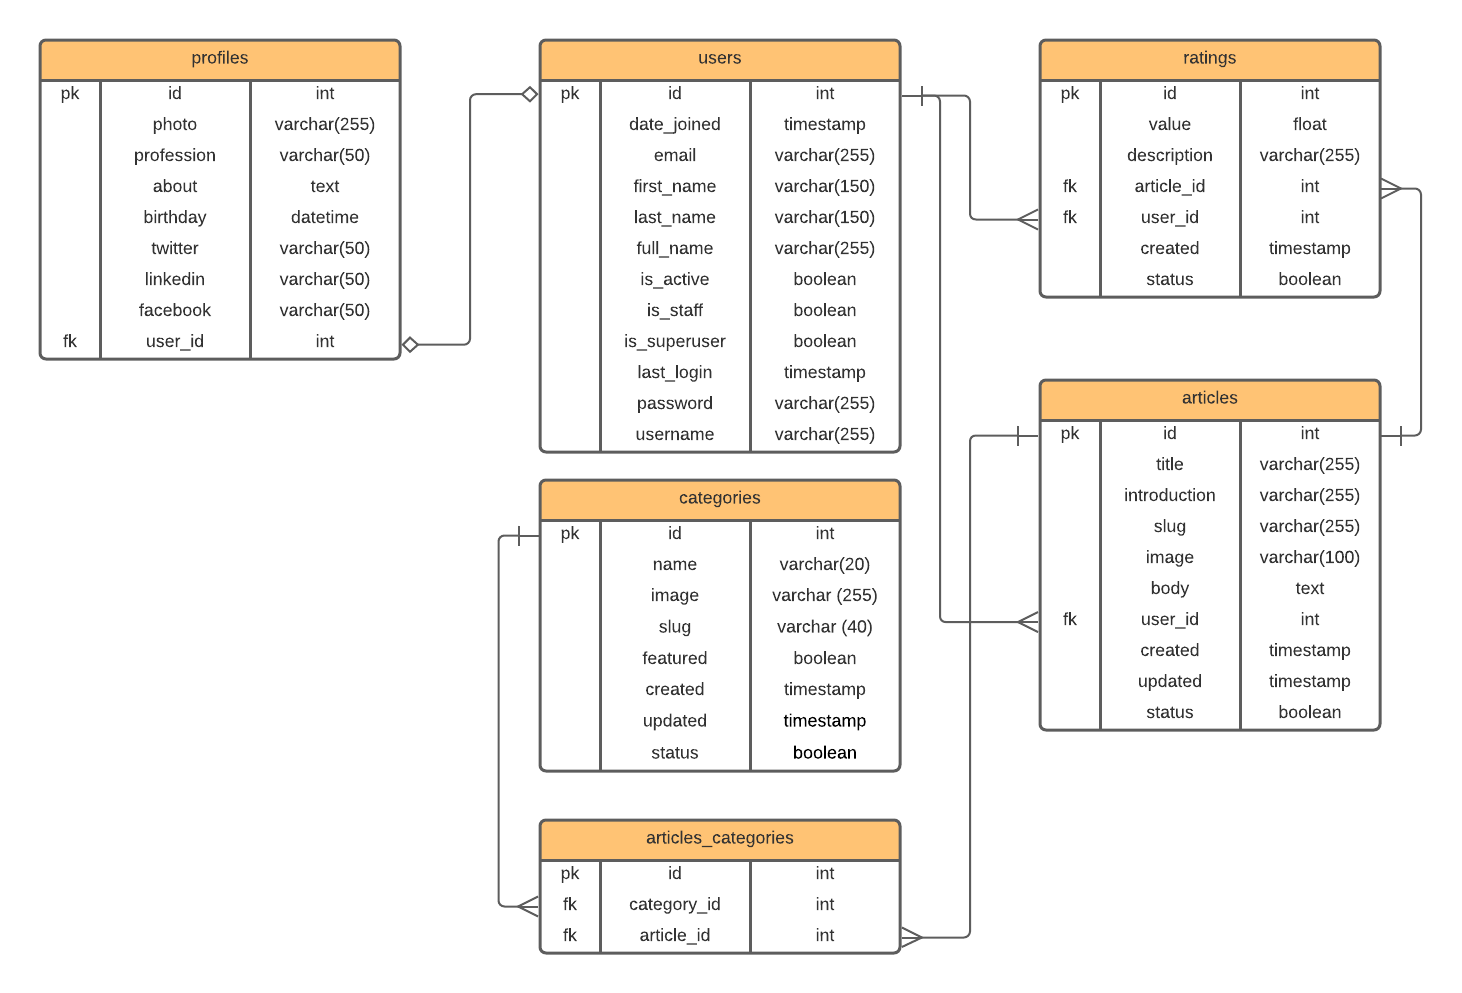 profiles
pk id int
photo varchar(255)
profession varchar(50)
about text
birthday datetime
twitter varchar(50)
linkedin varchar(50)
facebook varchar(50)
fk user_id int
users
pk id int
date_joined timestamp
email varchar(255)
first_name varchar(150)
last_name varchar(150)
full_name varchar(255)
is_active boolean
is_staff boolean
is_superuser boolean
last_login timestamp
password varchar(255)
username varchar(255)
ratings
pk id int
value float
description varchar(255)
fk article_id int
fk user_id int
created timestamp
status boolean
articles
pk id int
title varchar(255)
introduction varchar(255)
slug varchar(255)
image varchar(100)
body text
fk user_id int
created timestamp
updated timestamp
status boolean
categories
pk id int
name varchar(20)
image varchar (255)
slug varchar (40)
featured boolean
created timestamp
updated timestamp
status boolean
articles_categories
pk id int
fk category_id int
fk article_id int